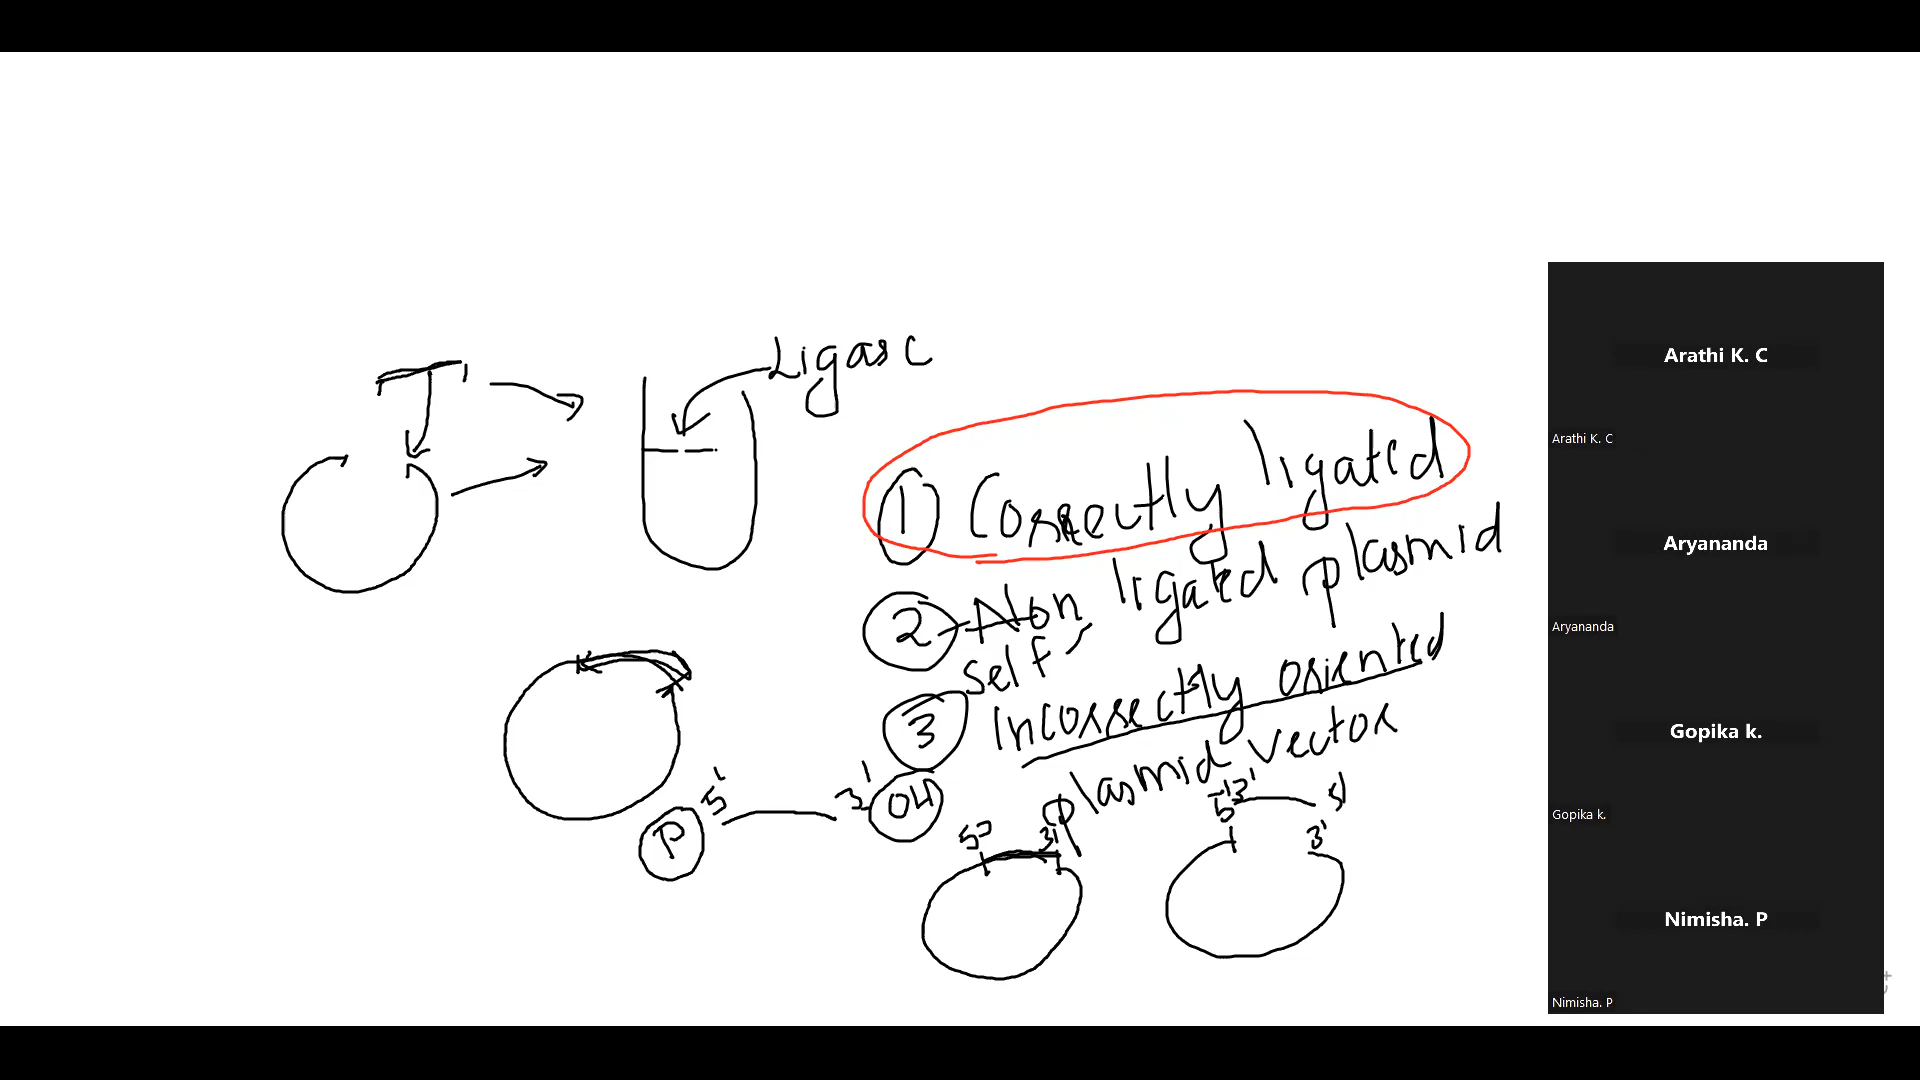 Ligase
① Correctly ligated
② Non ligated plasmid
self
③ Incorrectly oriented
plasmid vector
P 5' 3' OH
5' 3'
5' 3' 5'
3'
Arathi K. C
Arathi K. C
Aryananda
Aryananda
Gopika k.
Gopika k.
Nimisha. P
Nimisha. P